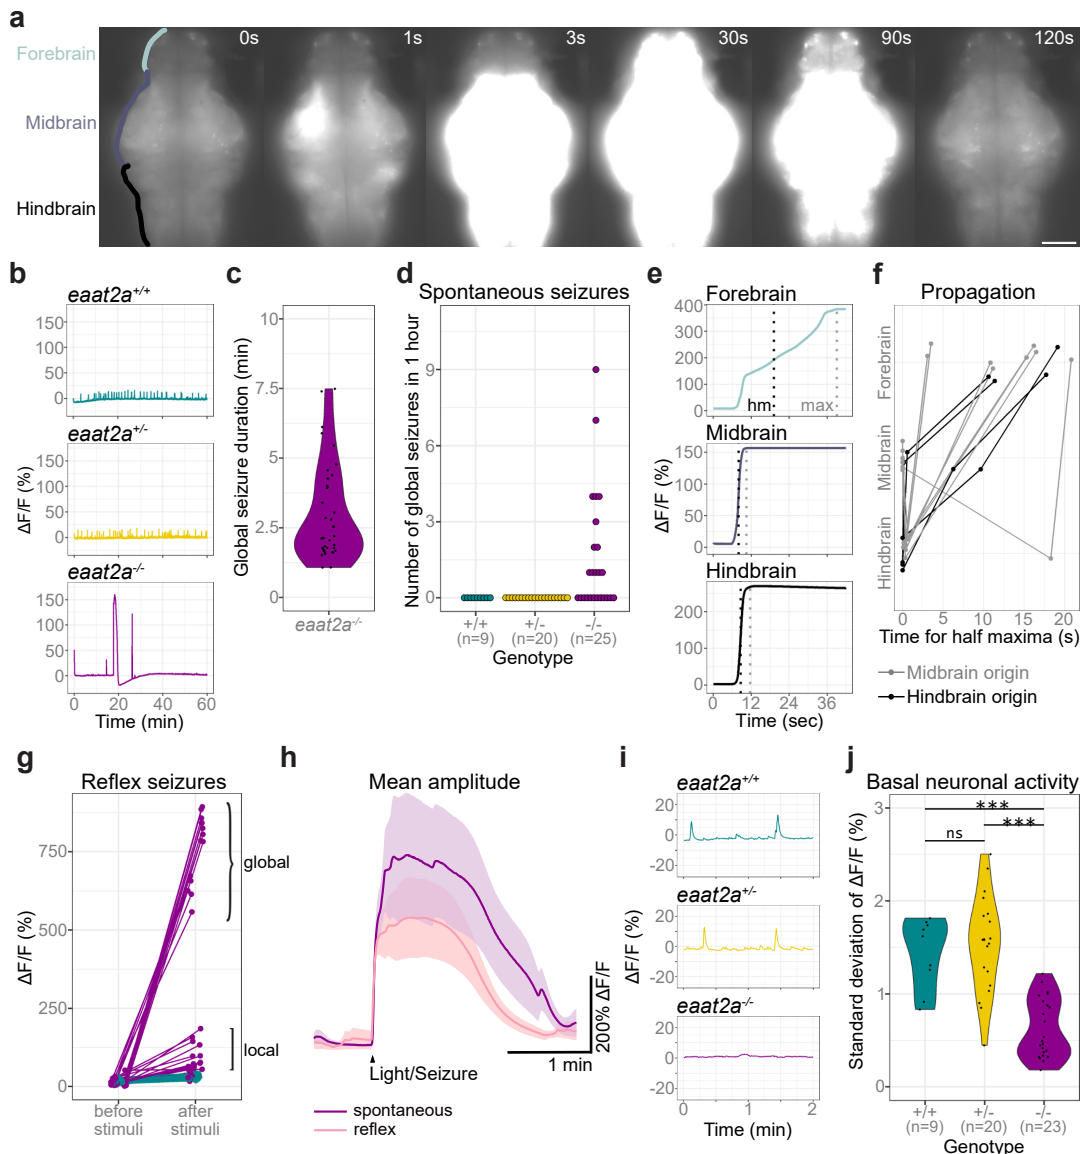 a
Forebrain
Midbrain
Hindbrain
0s
1s
3s
30s
90s
120s
b
eaat2a+/+
150
100
50
0
eaat2a+/-
150
100
50
0
eaat2a-/-
150
100
50
0
ΔF/F (%)
0 20 40 60
Time (min)
c
Global seizure duration (min)
10
7.5
5
2.5
0
eaat2a-/-
d
Spontaneous seizures
Number of global seizures in 1 hour
9
6
3
0
+/+ +/- -/-
(n=9) (n=20) (n=25)
Genotype
e
Forebrain
400
300
200
100
0
hm max
Midbrain
150
100
50
0
ΔF/F (%)
Hindbrain
200
100
0
0 12 24 36
Time (sec)
f
Propagation
Forebrain
Midbrain
Hindbrain
0 5 10 15 20
Time for half maxima (s)
Midbrain origin
Hindbrain origin
g
Reflex seizures
ΔF/F (%)
750
500
250
0
global
local
before stimuli
after stimuli
h
Mean amplitude
Light/Seizure
200% ΔF/F
1 min
spontaneous
reflex
i
eaat2a+/+
20
0
-20
eaat2a+/-
20
0
-20
eaat2a-/-
20
0
-20
ΔF/F (%)
0 1 2
Time (min)
j
Basal neuronal activity
Standard deviation of ΔF/F (%)
3
2
1
0
***
***
ns
+/+ +/- -/-
(n=9) (n=20) (n=23)
Genotype